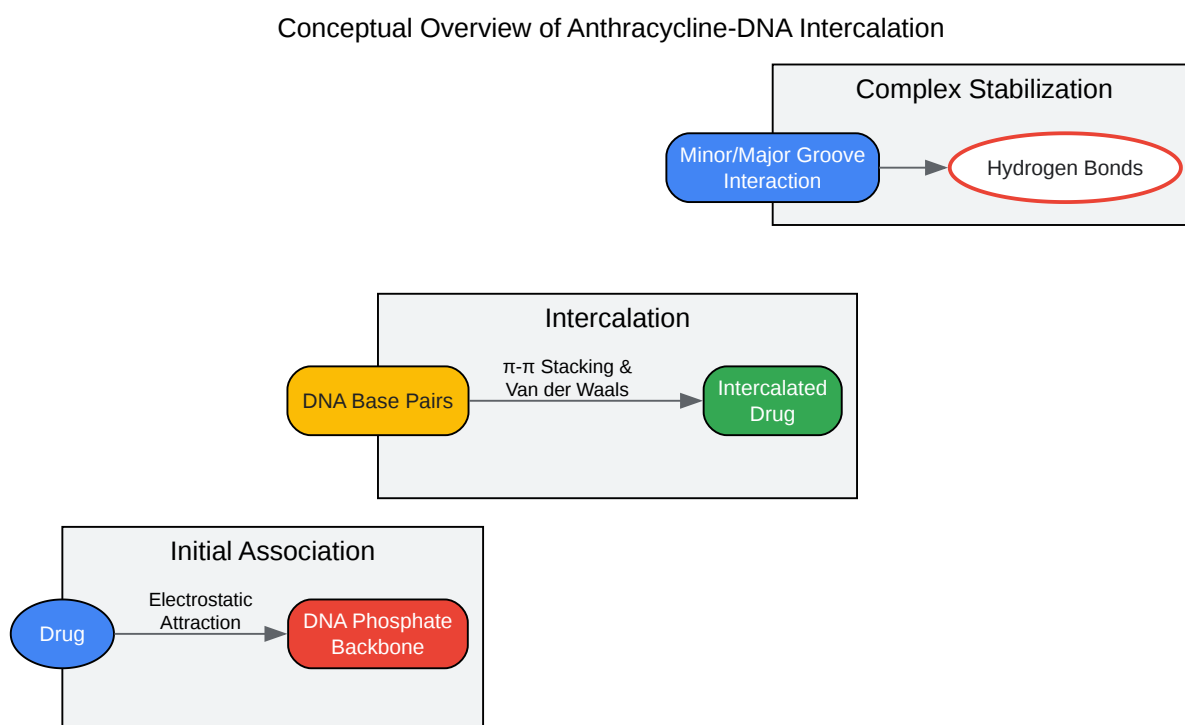 Conceptual Overview of Anthracycline-DNA Intercalation
Complex Stabilization
Minor/Major Groove
Interaction
Hydrogen Bonds
Intercalation
π-π Stacking &
Van der Waals
DNA Base Pairs
Intercalated
Drug
Initial Association
Electrostatic
Attraction
Drug
DNA Phosphate
Backbone